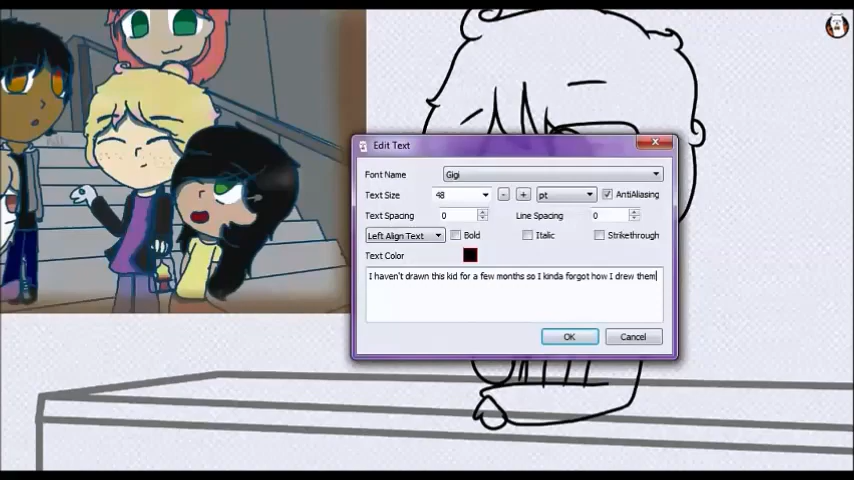 Edit Text
Font Name
Gigi
Text Size
48
-
+
pt
AntiAliasing
Text Spacing
0
Line Spacing
0
Left Align Text
Bold
Italic
Strikethrough
Text Color
I haven't drawn this kid for a few months so I kinda forgot how I drew them
OK
Cancel